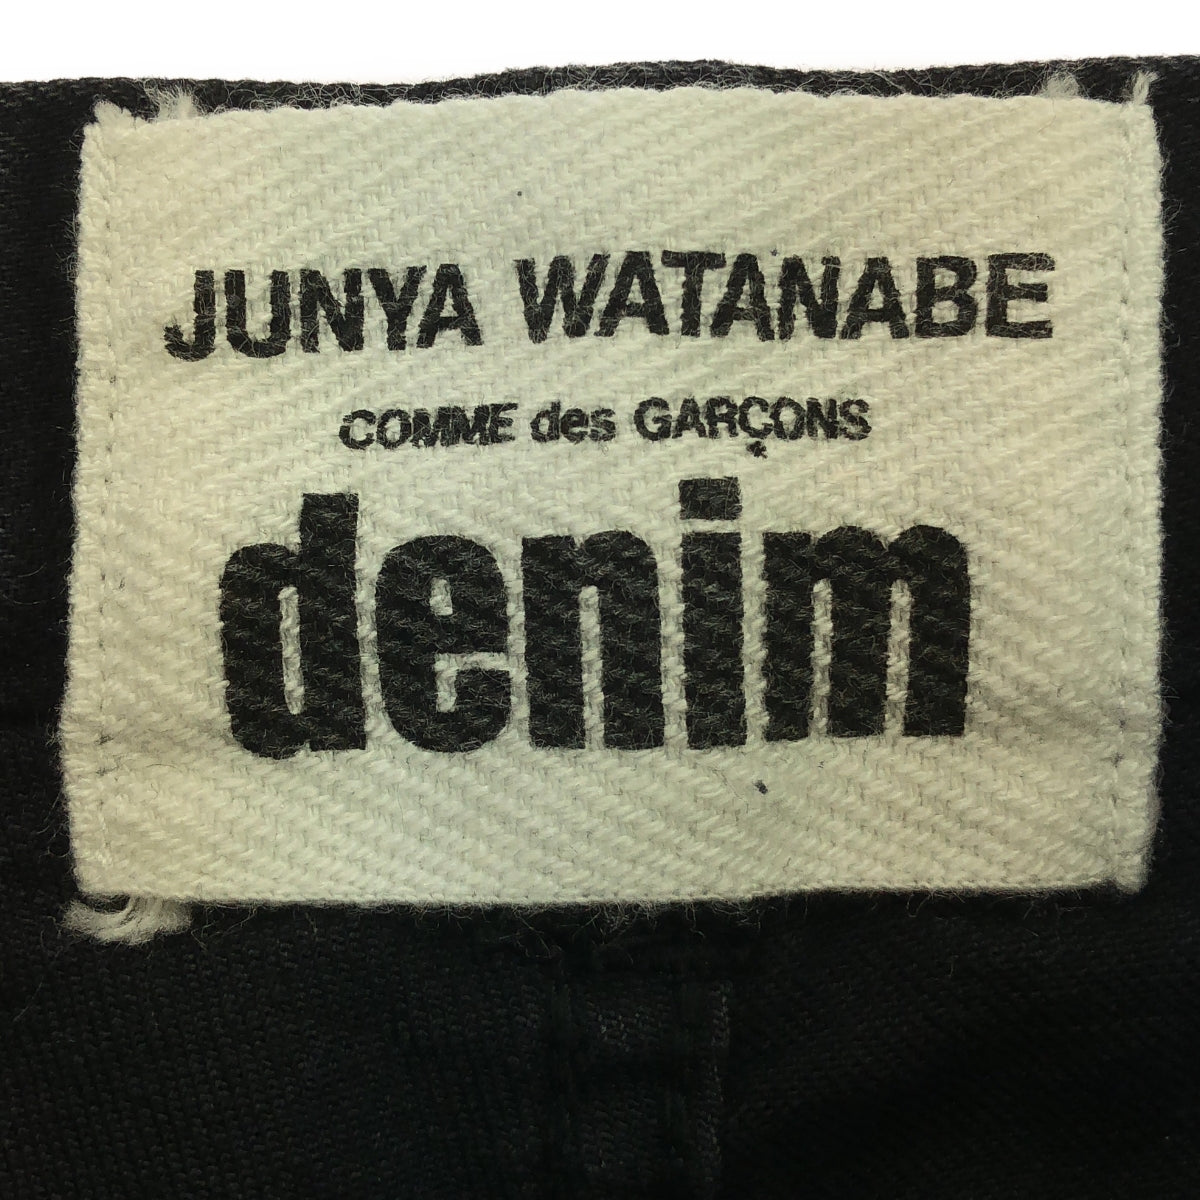 JUNYA WATANABE
COMME des GARÇONS
denim